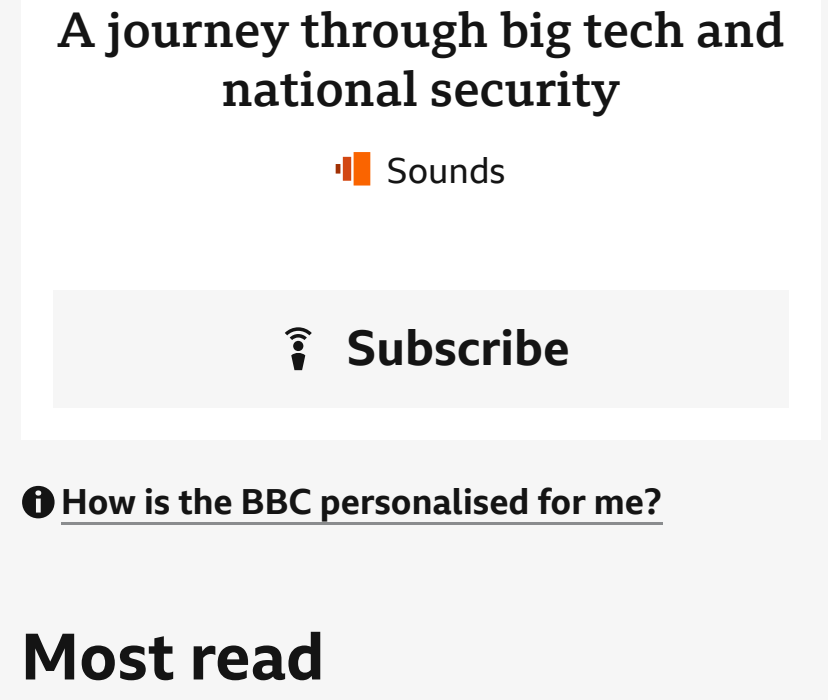 A journey through big tech and
national security
Sounds
Subscribe
How is the BBC personalised for me?
Most read